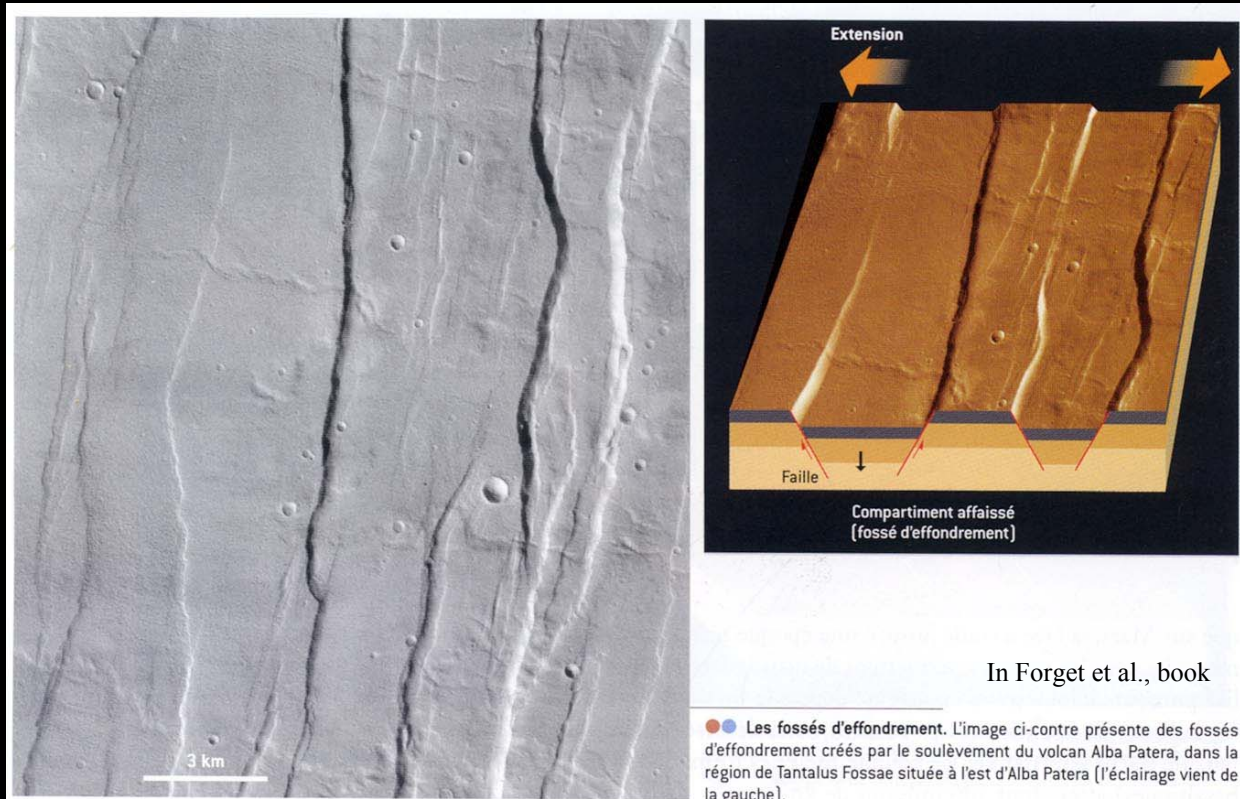 3 km
Extension
Faille
Compartiment affaissé
(fossé d'effondrement)
In Forget et al., book
Les fossés d'effondrement. L'image ci-contre présente des fossés
d'effondrement créés par le soulèvement du volcan Alba Patera, dans la
région de Tantalus Fossae située à l'est d'Alba Patera (l'éclairage vient de
la gauche).